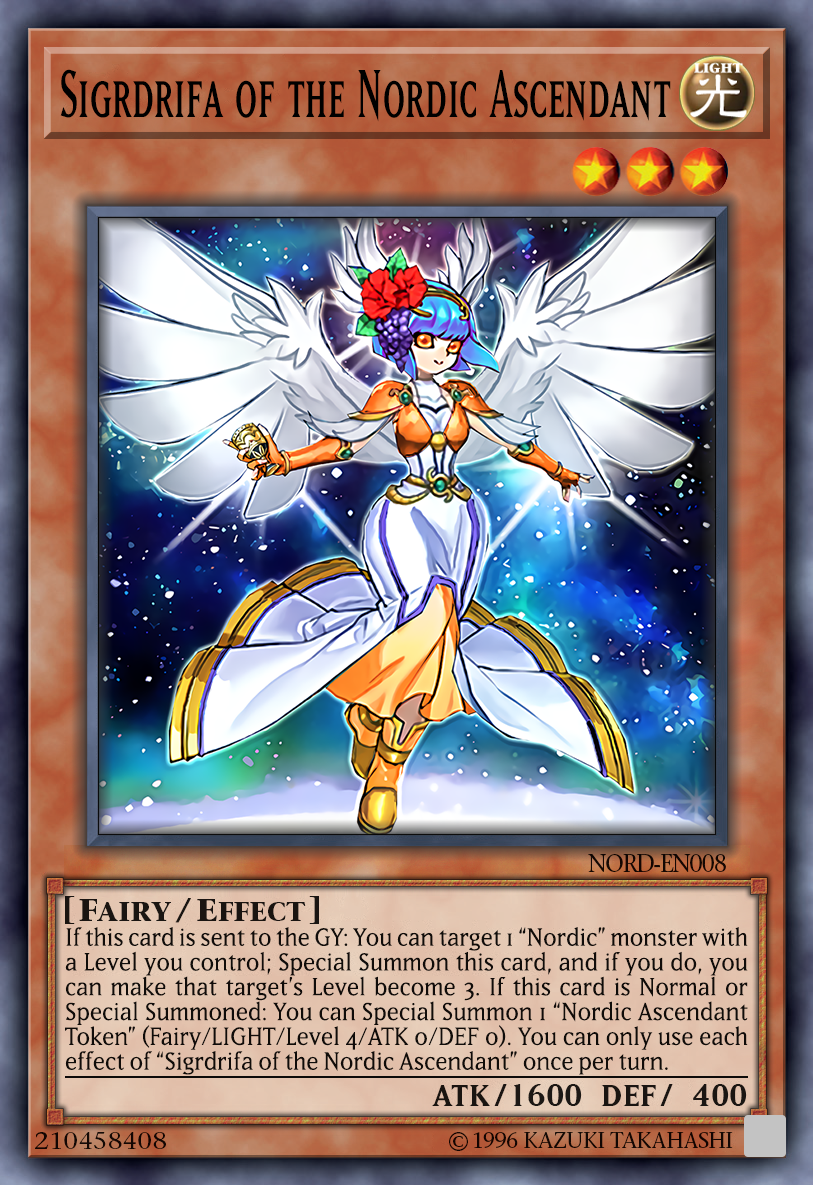 SIGRDRIFA OF THE NORDIC ASCENDANT
LIGHT
光
NORD-EN008
[ FAIRY / EFFECT ]
If this card is sent to the GY: You can target 1 “Nordic” monster with
a Level you control; Special Summon this card, and if you do, you
can make that target’s Level become 3. If this card is Normal or
Special Summoned: You can Special Summon 1 “Nordic Ascendant
Token” (Fairy/LIGHT/Level 4/ATK 0/DEF 0). You can only use each
effect of “Sigrdrifa of the Nordic Ascendant” once per turn.
ATK / 1600 DEF / 400
210458408 © 1996 KAZUKI TAKAHASHI